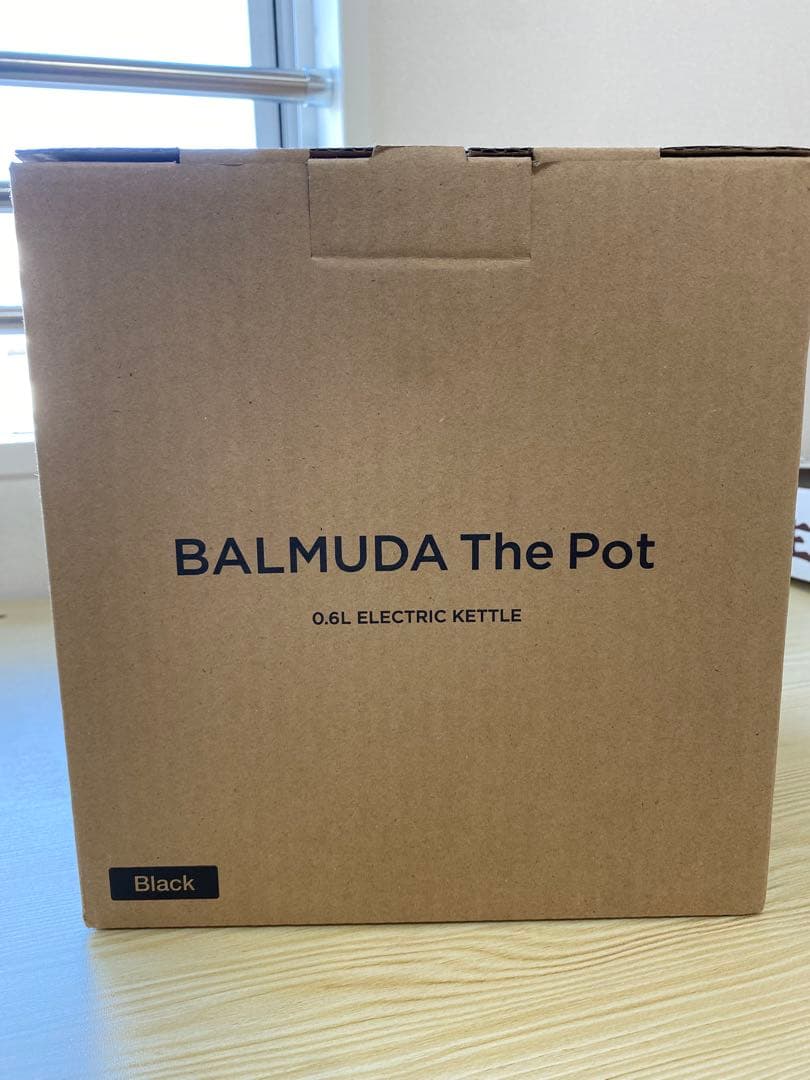 BALMUDA The Pot
0.6L ELECTRIC KETTLE
Black